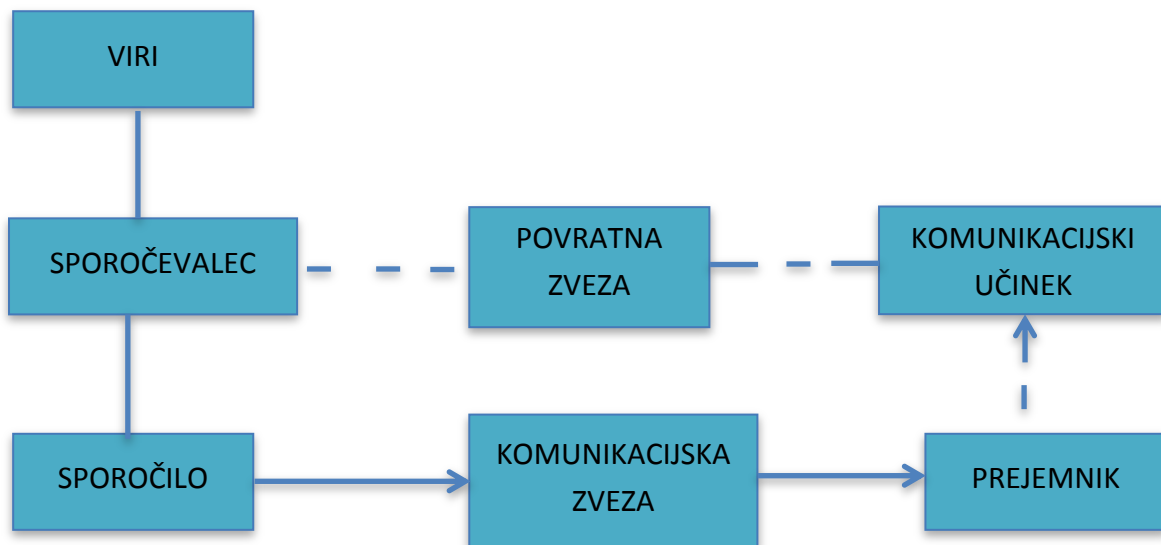 VIRI
SPOROČEVALEC
POVRATNA
ZVEZA
KOMUNIKACIJSKI
UČINEK
SPOROČILO
KOMUNIKACIJSKA
ZVEZA
PREJEMNIK